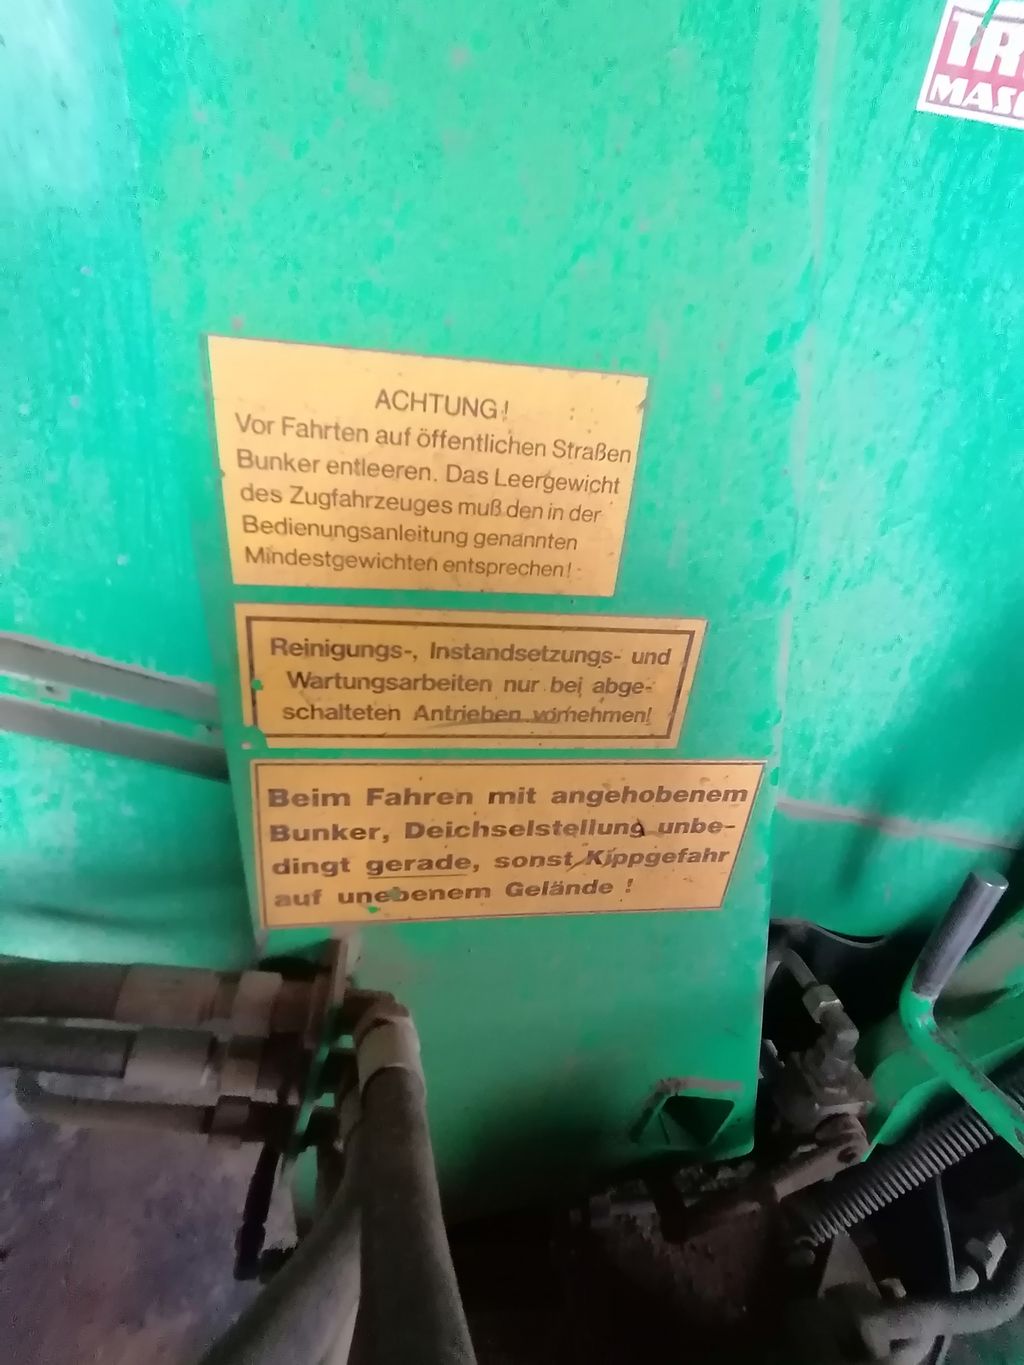 TR
MASC
ACHTUNG!
Vor Fahrten auf öffentlichen Straßen
Bunker entleeren. Das Leergewicht
des Zugfahrzeuges muß den in der
Bedienungsanleitung genannten
Mindestgewichten entsprechen!
Reinigungs-, Instandsetzungs- und
Wartungsarbeiten nur bei abge-
schalteten Antrieben vornehmen!
Beim Fahren mit angehobenem
Bunker, Deichselstellung unbe-
dingt gerade, sonst Kippgefahr
auf unebenem Gelände !